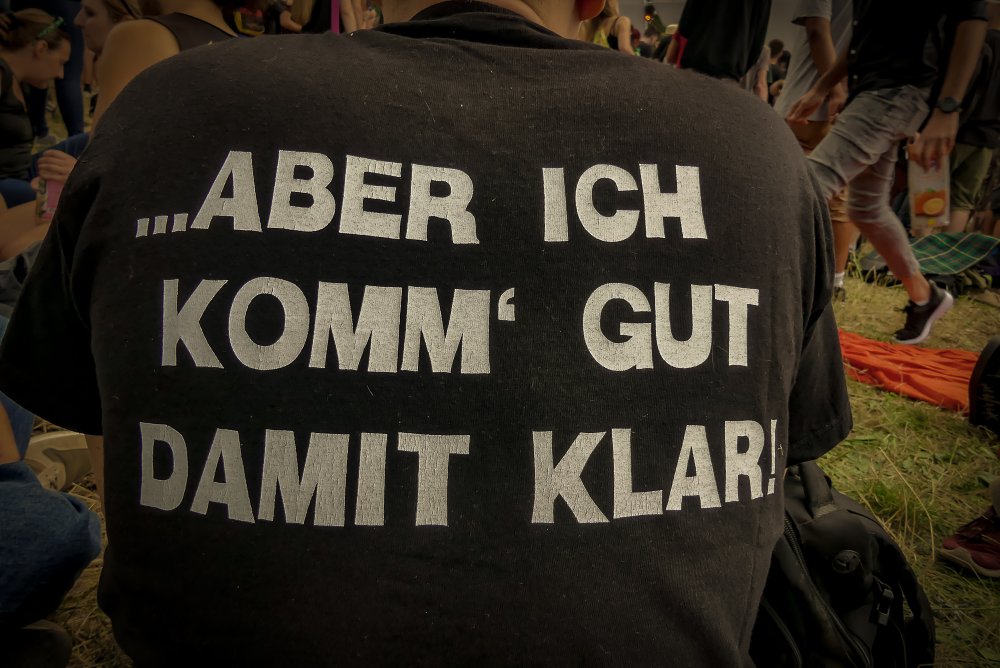 ...ABER ICH
KOMM‘ GUT
DAMIT KLAR!